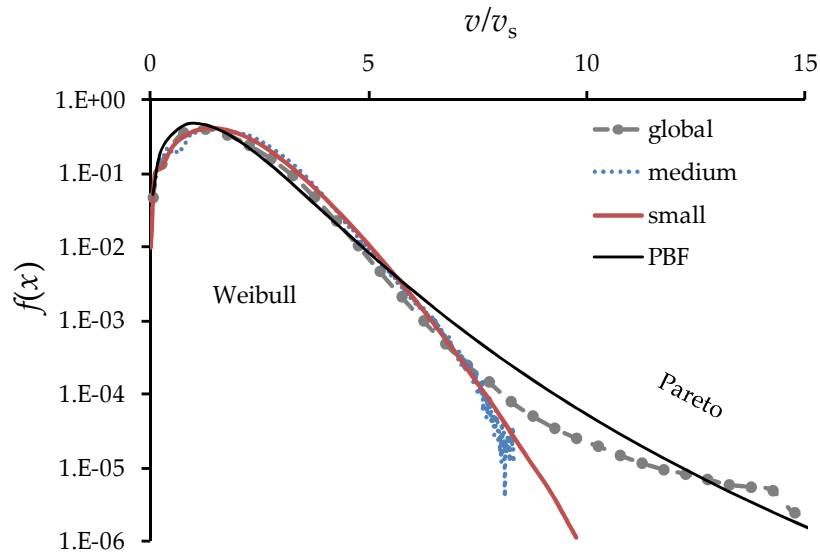 v/vs
0 5 10 15
1.E+00
1.E-01
1.E-02
1.E-03
1.E-04
1.E-05
1.E-06
f(x)
global
medium
small
PBF
Weibull
Pareto